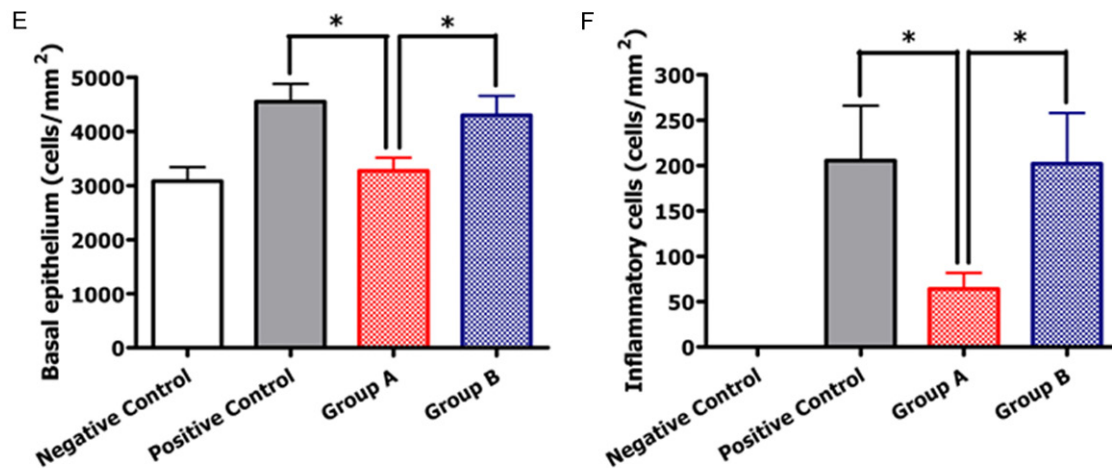 E
Basal epithelium (cells/mm²)
5000
4000
3000
2000
1000
0
* *
Negative Control
Positive Control
Group A
Group B
F
Inflammatory cells (cells/mm²)
300
250
200
150
100
50
0
* *
Negative Control
Positive Control
Group A
Group B